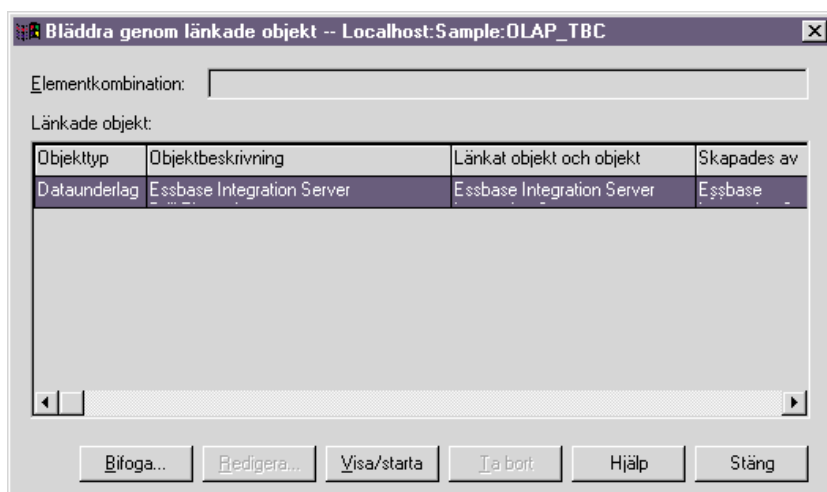 Bläddra genom länkade objekt -- Localhost:Sample:OLAP_TBC
Elementkombination:
Länkade objekt:
Objekttyp Objektbeskrivning Länkat objekt och objekt Skapades av
Dataunderlag Essbase Integration Server Essbase Integration Server Essbase
Bifoga... Redigera... Visa/starta Ta bort Hjälp Stäng